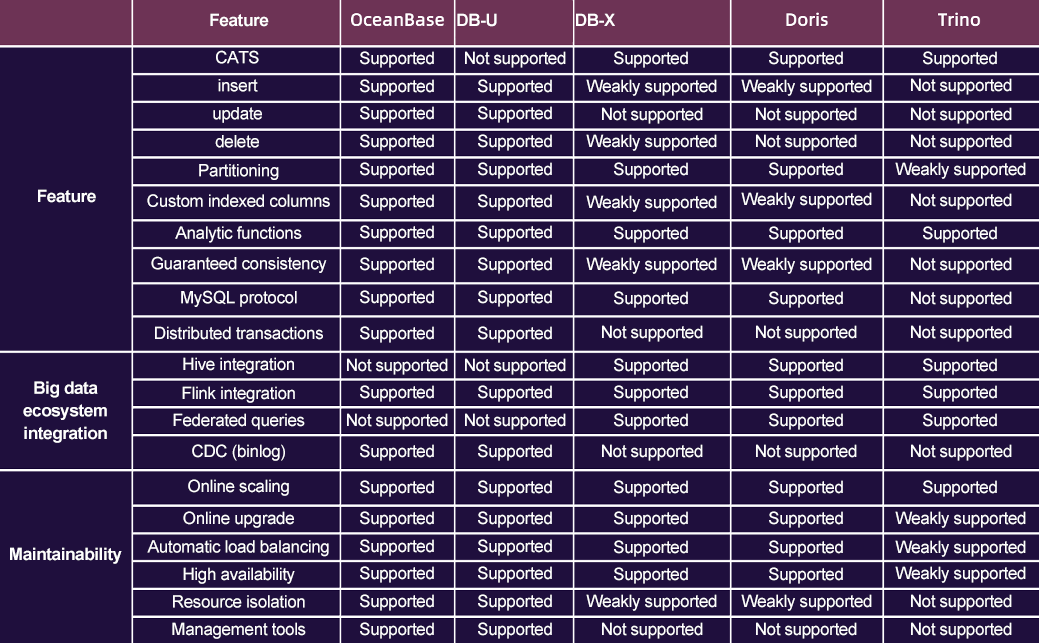 Feature OceanBase DB-U DB-X Doris Trino
Feature
CATS Supported Not supported Supported Supported Supported
insert Supported Supported Weakly supported Weakly supported Not supported
update Supported Supported Not supported Not supported Not supported
delete Supported Supported Weakly supported Not supported Not supported
Partitioning Supported Supported Supported Supported Weakly supported
Custom indexed columns Supported Supported Weakly supported Weakly supported Not supported
Analytic functions Supported Supported Supported Supported Supported
Guaranteed consistency Supported Supported Weakly supported Weakly supported Not supported
MySQL protocol Supported Supported Supported Supported Not supported
Distributed transactions Supported Supported Not supported Not supported Not supported
Big data
ecosystem
integration
Hive integration Not supported Not supported Supported Supported Supported
Flink integration Supported Supported Supported Supported Supported
Federated queries Not supported Not supported Supported Supported Supported
CDC (binlog) Supported Supported Not supported Not supported Not supported
Maintainability
Online scaling Supported Supported Supported Supported Supported
Online upgrade Supported Supported Supported Supported Weakly supported
Automatic load balancing Supported Supported Supported Supported Weakly supported
High availability Supported Supported Supported Supported Weakly supported
Resource isolation Supported Supported Weakly supported Weakly supported Not supported
Management tools Supported Supported Not supported Not supported Not supported